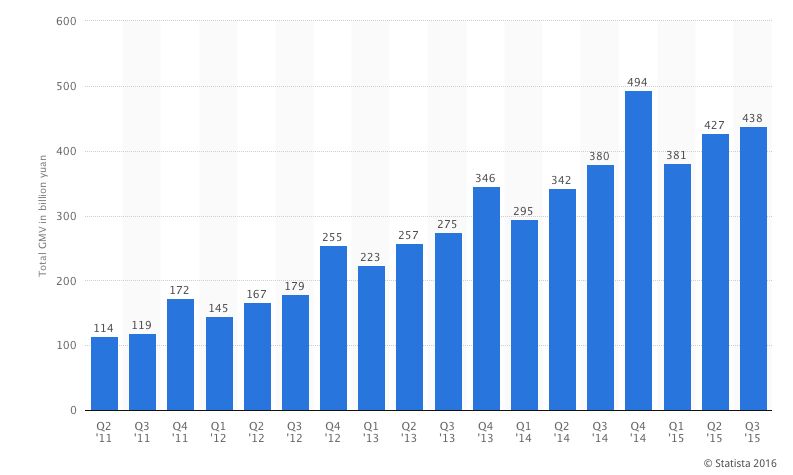 600
500
400
300
200
100
0
Total GMV in billion yuan
114
119
172
145
167
179
255
223
257
275
346
295
342
380
494
381
427
438
Q2 '11
Q3 '11
Q4 '11
Q1 '12
Q2 '12
Q3 '12
Q4 '12
Q1 '13
Q2 '13
Q3 '13
Q4 '13
Q1 '14
Q2 '14
Q3 '14
Q4 '14
Q1 '15
Q2 '15
Q3 '15
© Statista 2016